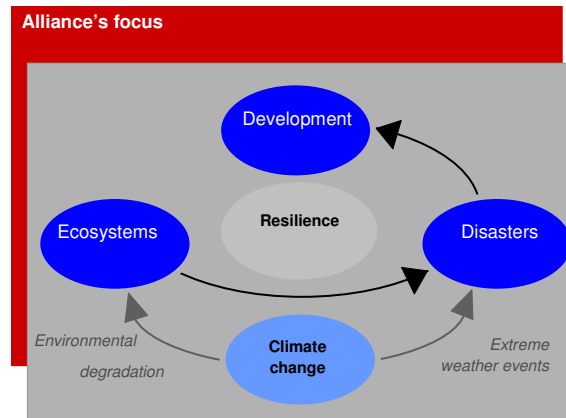 Alliance's focus
Development
Resilience
Ecosystems
Disasters
Environmental
degradation
Climate
change
Extreme
weather events